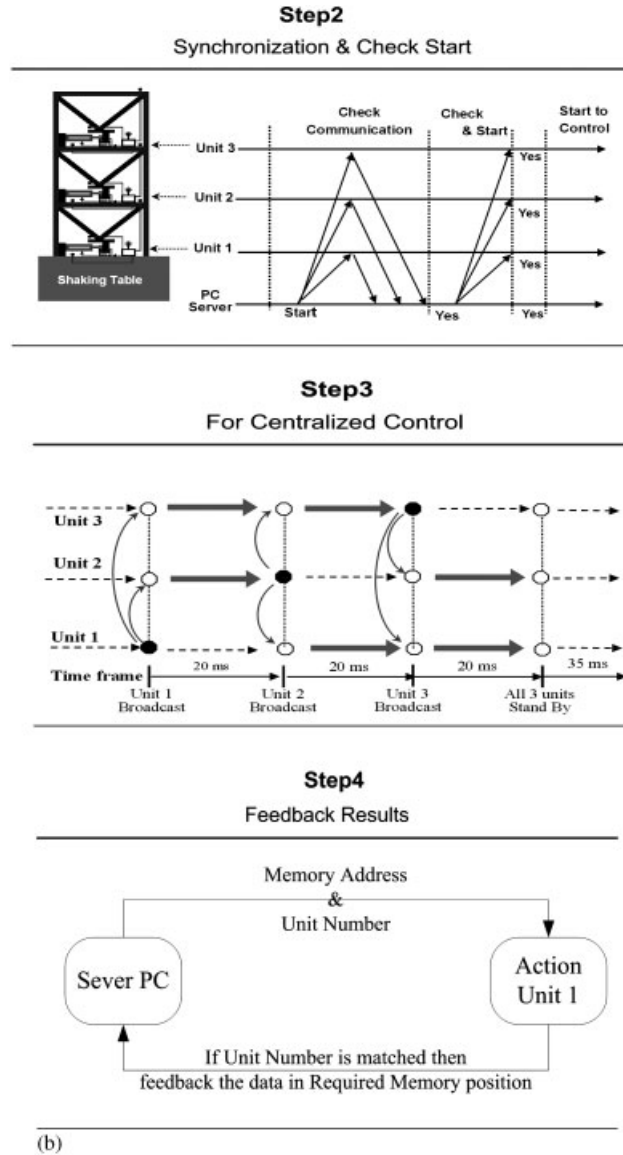 Step2
Synchronization & Check Start
Check
Communication
Check
& Start
Start to
Control
Unit 3
Yes
Unit 2
Yes
Unit 1
Yes
Shaking Table
PC
Server
Start
Yes
Yes
Step3
For Centralized Control
Unit 3
Unit 2
Unit 1
Time frame
20 ms
20 ms
20 ms
35 ms
Unit 1
Broadcast
Unit 2
Broadcast
Unit 3
Broadcast
All 3 units
Stand By
Step4
Feedback Results
Memory Address
&
Unit Number
Sever PC
Action
Unit 1
If Unit Number is matched then
feedback the data in Required Memory position
(b)